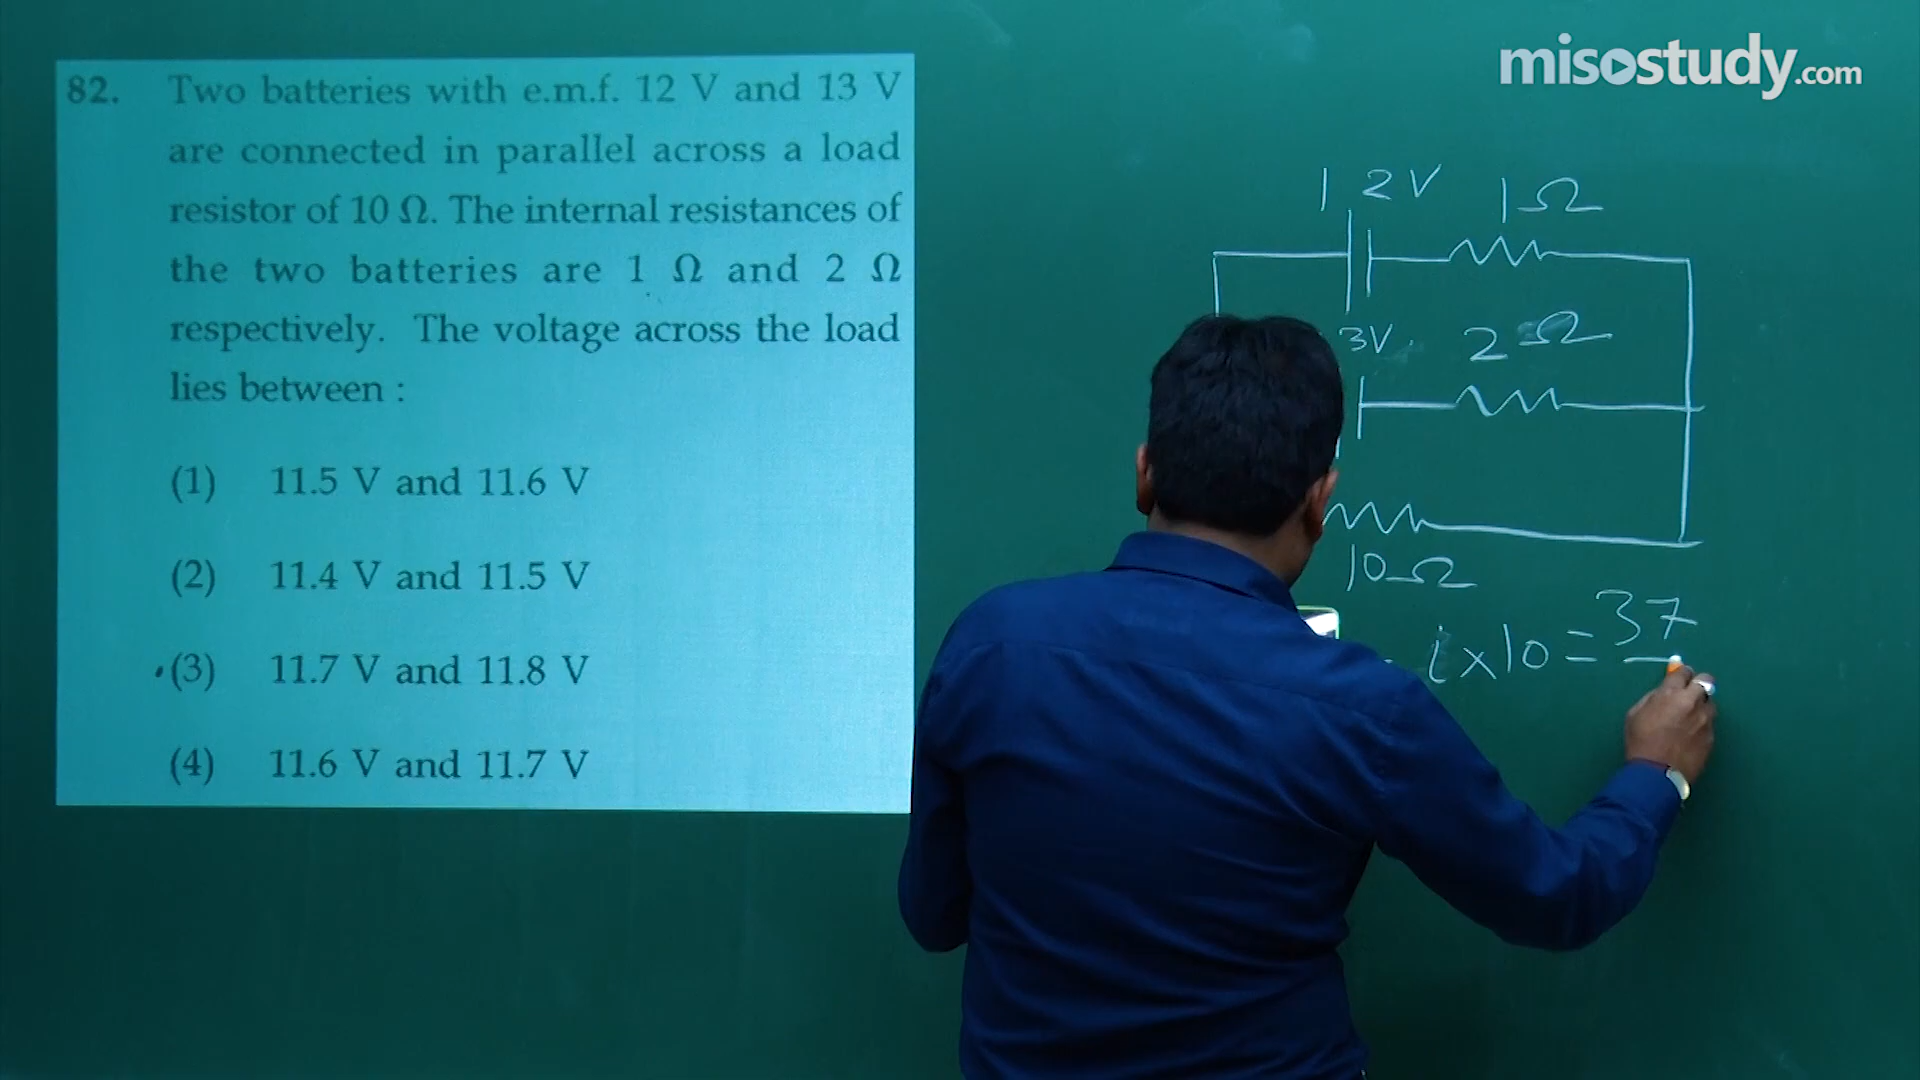 misostudy.com
82. Two batteries with e.m.f. 12 V and 13 V
are connected in parallel across a load
resistor of 10 Ω. The internal resistances of
the two batteries are 1 Ω and 2 Ω
respectively. The voltage across the load
lies between :
(1) 11.5 V and 11.6 V
(2) 11.4 V and 11.5 V
(3) 11.7 V and 11.8 V
(4) 11.6 V and 11.7 V
12V 1Ω
3V 2Ω
10Ω
i×10 = 37